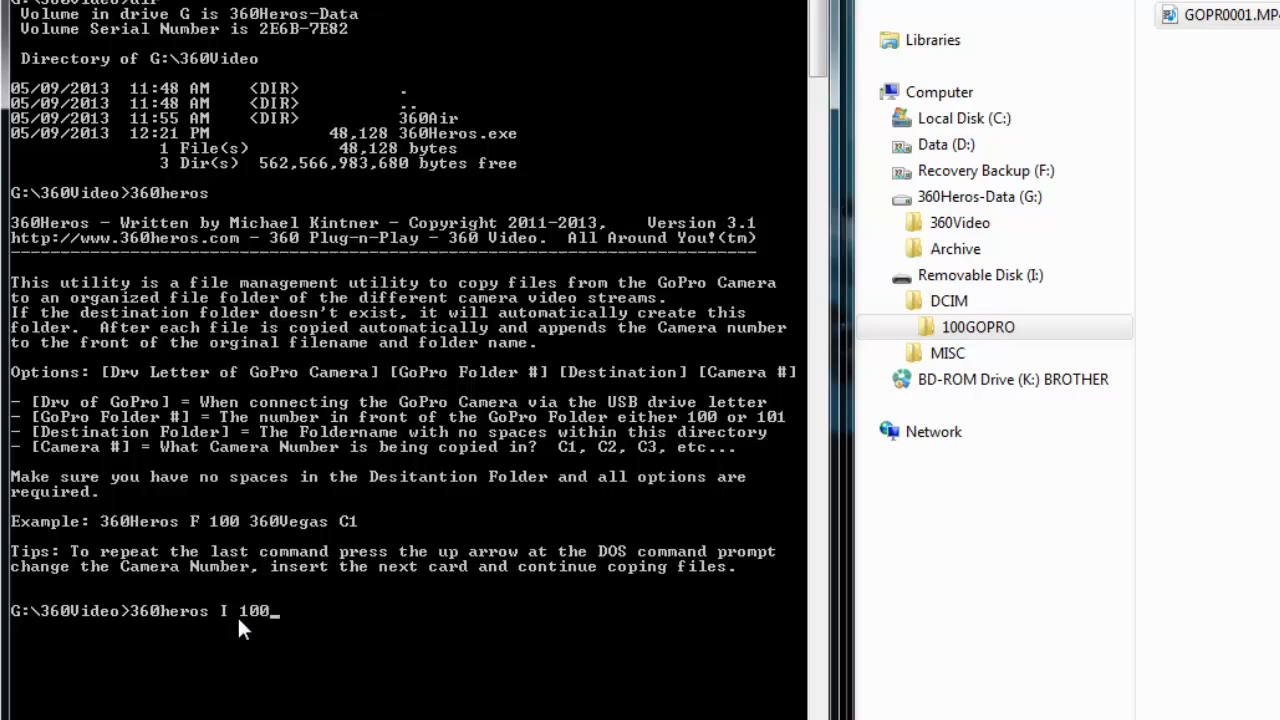 Volume in drive G is 360Heros-Data
Volume Serial Number is 2E6B-7E82
Directory of G:\360Video
05/09/2013 11:48 AM <DIR> .
05/09/2013 11:48 AM <DIR> ..
05/09/2013 11:55 AM <DIR> 360Air
05/09/2013 12:21 PM 48,128 360Heros.exe
1 File(s) 48,128 bytes
3 Dir(s) 562,566,983,680 bytes free
G:\360Video>360heros
360Heros - Written by Michael Kintner - Copyright 2011-2013, Version 3.1
http://www.360heros.com - 360 Plug-n-Play - 360 Video. All Around You!(tm)
---------------------------------------------------------------------------
This utility is a file management utility to copy files from the GoPro Camera
to an organized file folder of the different camera video streams.
If the destination folder doesn't exist, it will automatically create this
folder. After each file is copied automatically and appends the Camera number
to the front of the orginal filename and folder name.
Options: [Drv Letter of GoPro Camera] [GoPro Folder #] [Destination] [Camera #]
- [Drv of GoPro] = When connecting the GoPro Camera via the USB drive letter
- [GoPro Folder #] = The number in front of the GoPro Folder either 100 or 101
- [Destination Folder] = The Foldername with no spaces within this directory
- [Camera #] = What Camera Number is being copied in? C1, C2, C3, etc...
Make sure you have no spaces in the Desitantion Folder and all options are
required.
Example: 360Heros F 100 360Vegas C1
Tips: To repeat the last command press the up arrow at the DOS command prompt
change the Camera Number, insert the next card and continue coping files.
G:\360Video>360heros I 100_
Libraries
Computer
Local Disk (C:)
Data (D:)
Recovery Backup (F:)
360Heros-Data (G:)
360Video
Archive
Removable Disk (I:)
DCIM
100GOPRO
MISC
BD-ROM Drive (K:) BROTHER
Network